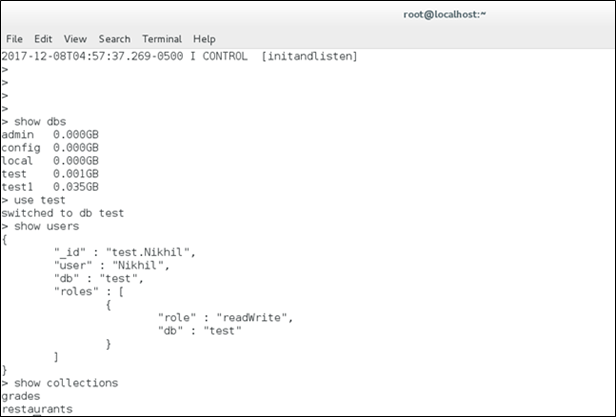 root@localhost:~
File Edit View Search Terminal Help
2017-12-08T04:57:37.269-0500 I CONTROL  [initandlisten]
>
>
>
>
> show dbs
admin   0.000GB
config  0.000GB
local   0.000GB
test    0.001GB
test1   0.035GB
> use test
switched to db test
> show users
{
        "_id" : "test.Nikhil",
        "user" : "Nikhil",
        "db" : "test",
        "roles" : [
                {
                        "role" : "readWrite",
                        "db" : "test"
                }
        ]
}
> show collections
grades
restaurants